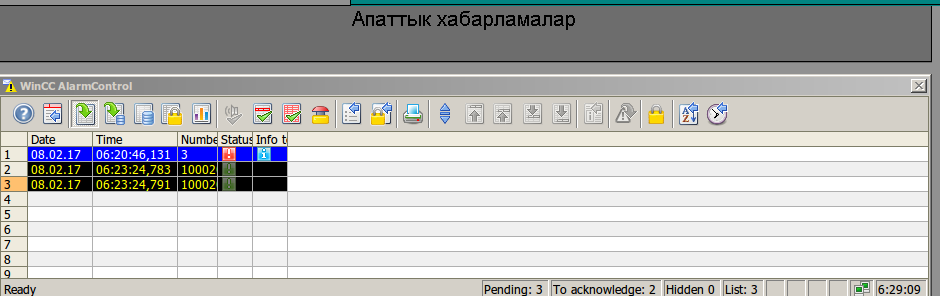 Апаттык хабарламалар
WinCC AlarmControl
Date Time Numbe Status Info t
1 08.02.17 06:20:46,131 3
2 08.02.17 06:23:24,783 10002
3 08.02.17 06:23:24,791 10002
4
5
6
7
8
9
Ready Pending: 3 To acknowledge: 2 Hidden 0 List: 3 6:29:09